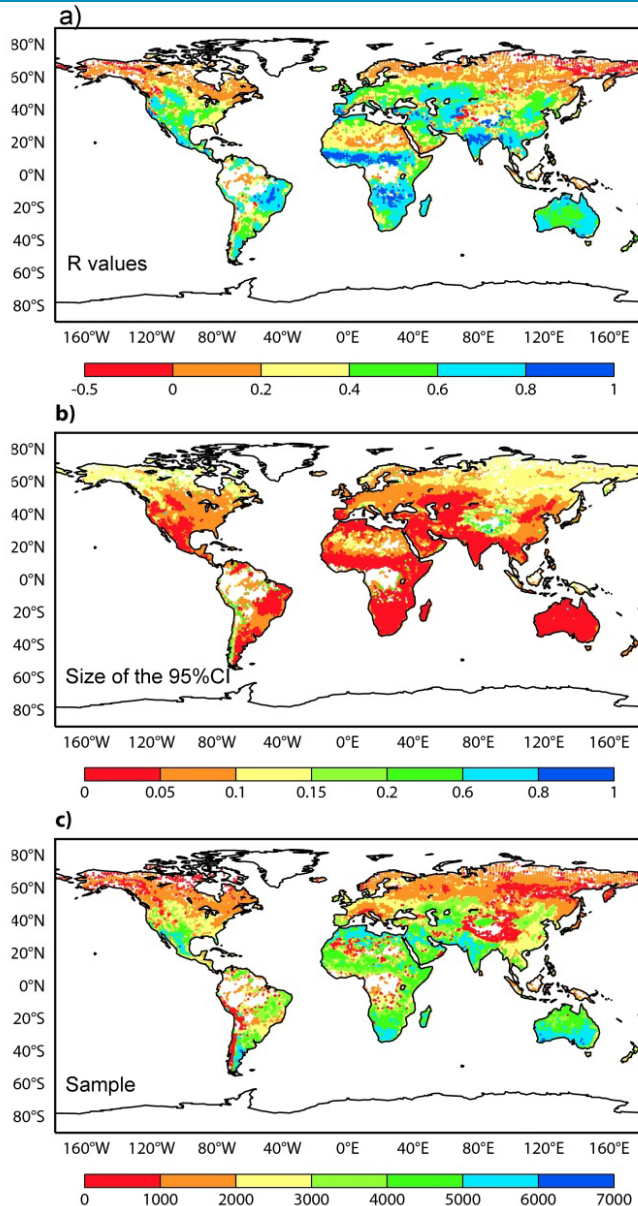 a)
80°N
60°N
40°N
20°N
0°N
20°S
40°S
60°S
80°S
R values
160°W 120°W 80°W 40°W 0°E 40°E 80°E 120°E 160°E
-0.5 0 0.2 0.4 0.6 0.8 1
b)
80°N
60°N
40°N
20°N
0°N
20°S
40°S
60°S
80°S
Size of the 95%CI
160°W 120°W 80°W 40°W 0°E 40°E 80°E 120°E 160°E
0 0.05 0.1 0.15 0.2 0.6 0.8 1
c)
80°N
60°N
40°N
20°N
0°N
20°S
40°S
60°S
80°S
Sample
160°W 120°W 80°W 40°W 0°E 40°E 80°E 120°E 160°E
0 1000 2000 3000 4000 5000 6000 7000